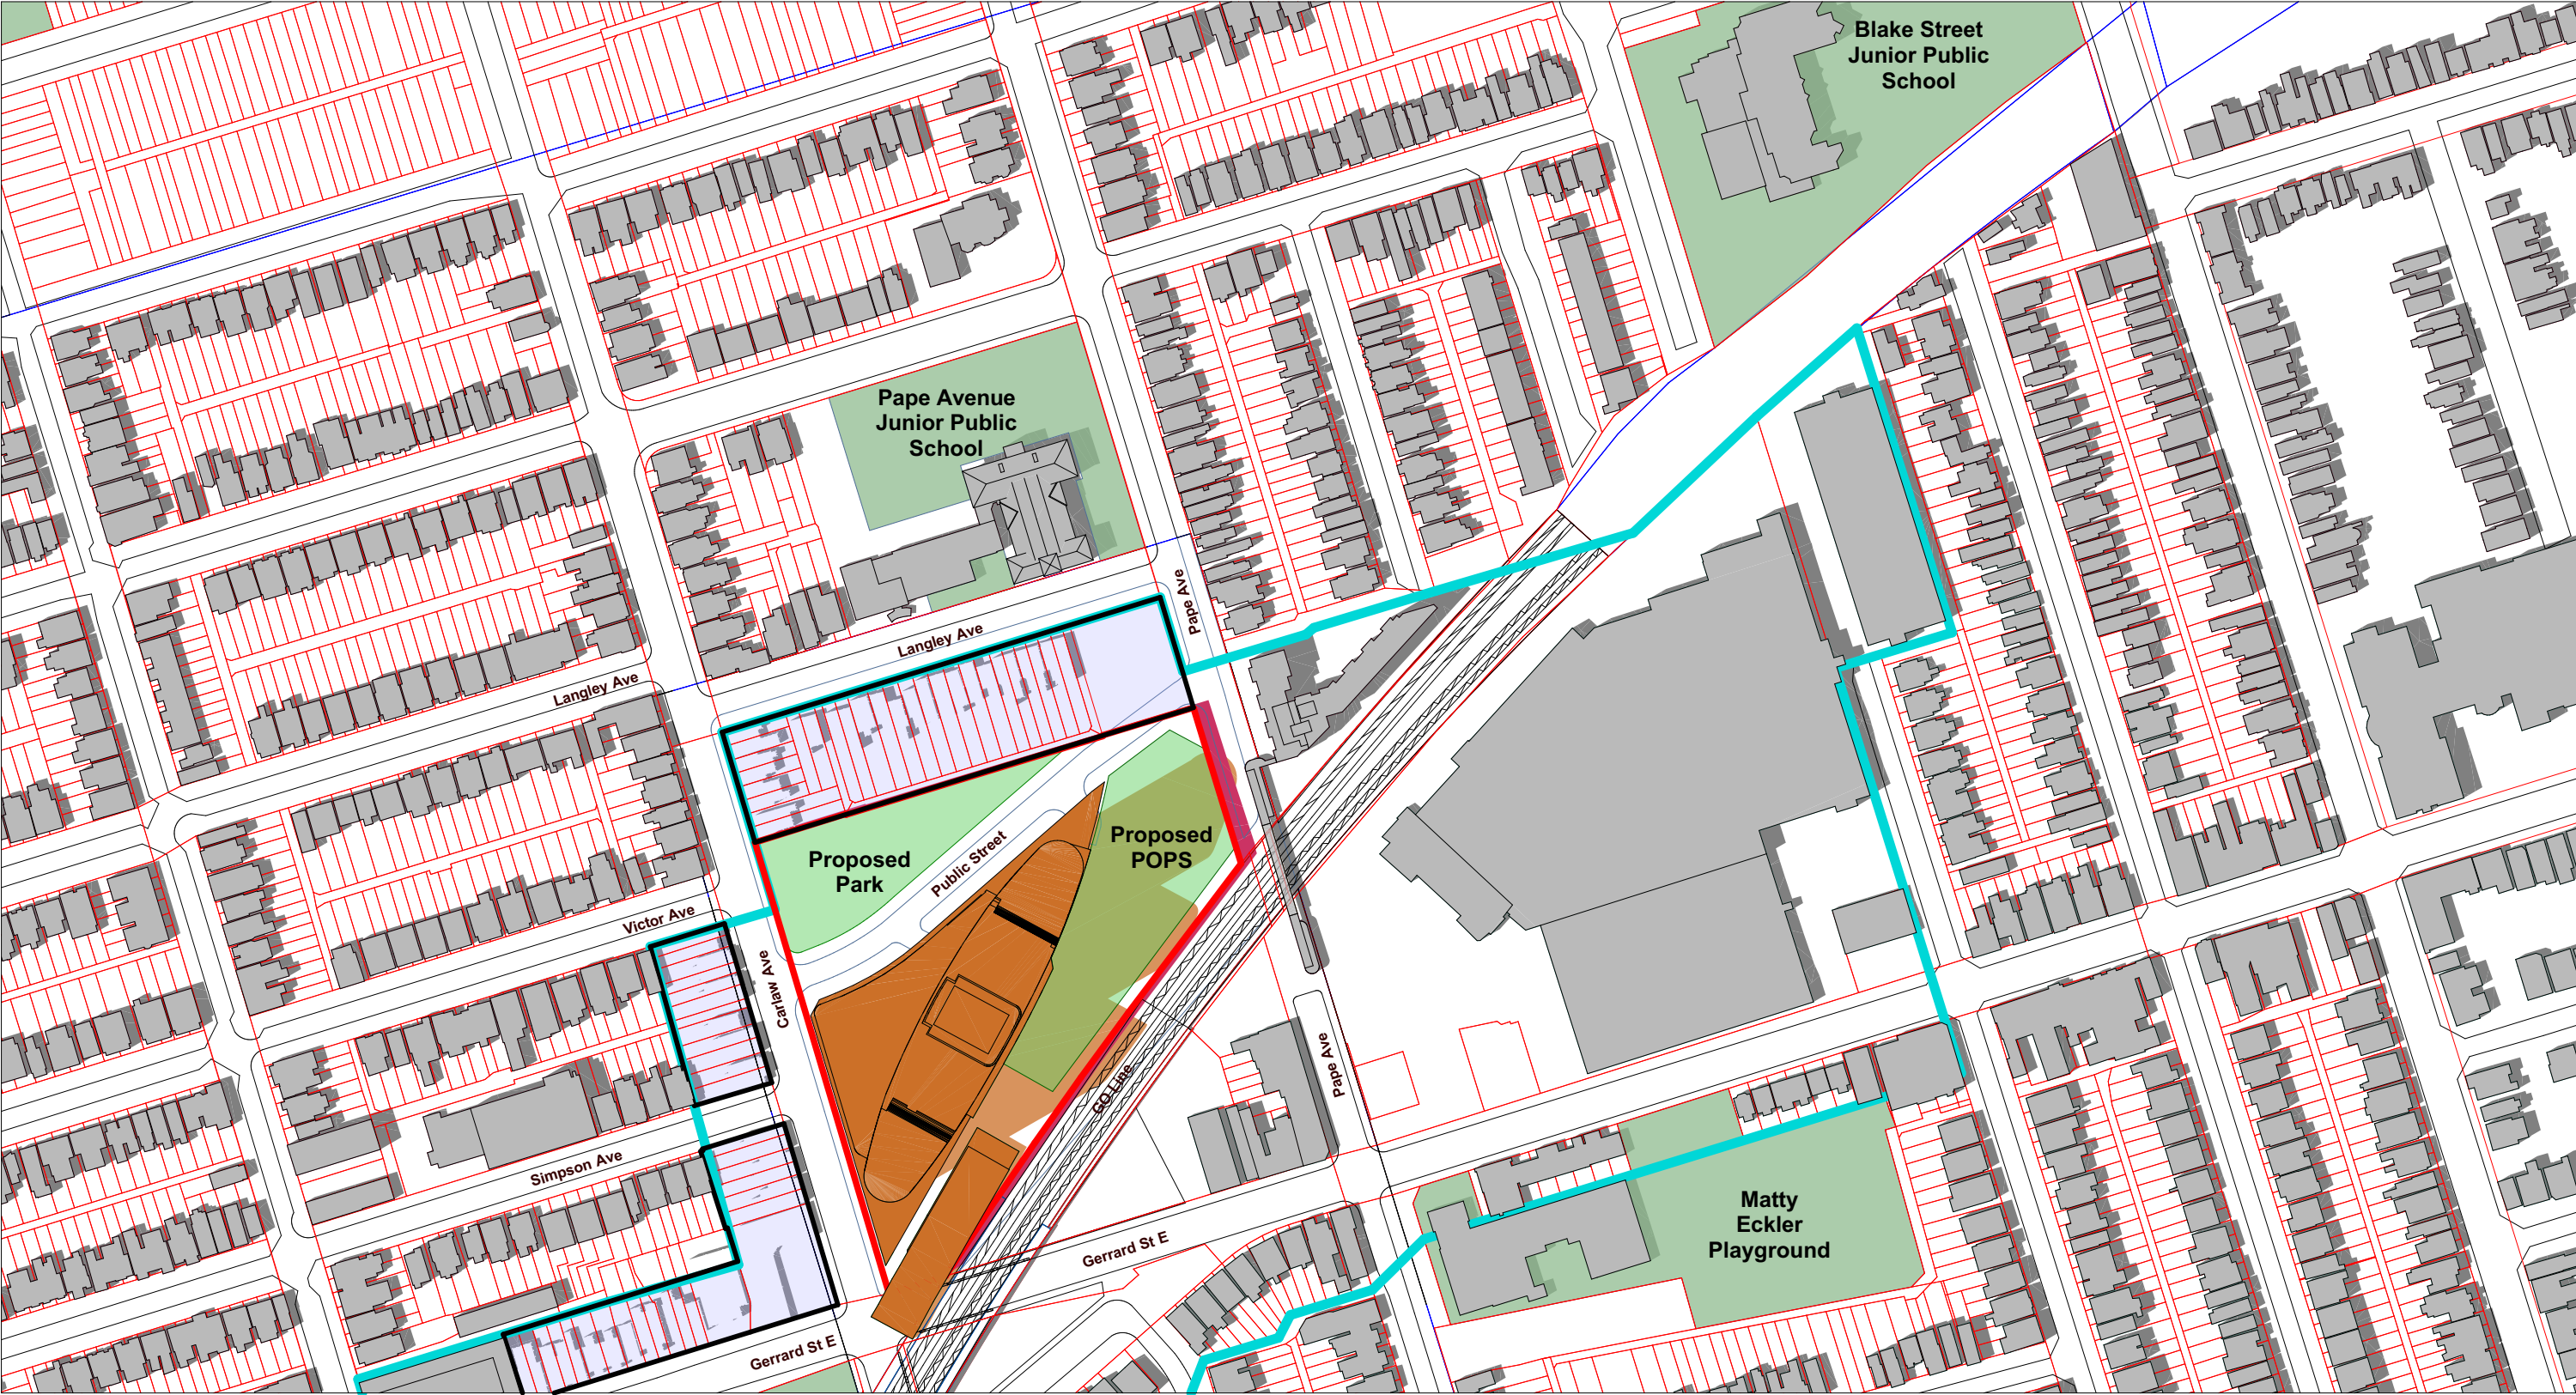 Blake Street
Junior Public
School
Pape Avenue
Junior Public
School
Pape Ave
Langley Ave
Langley Ave
Proposed
POPS
Proposed
Park
Public Street
Victor Ave
Carlaw Ave
GO Line
Pape Ave
Simpson Ave
Matty
Eckler
Playground
Gerrard St E
Gerrard St E